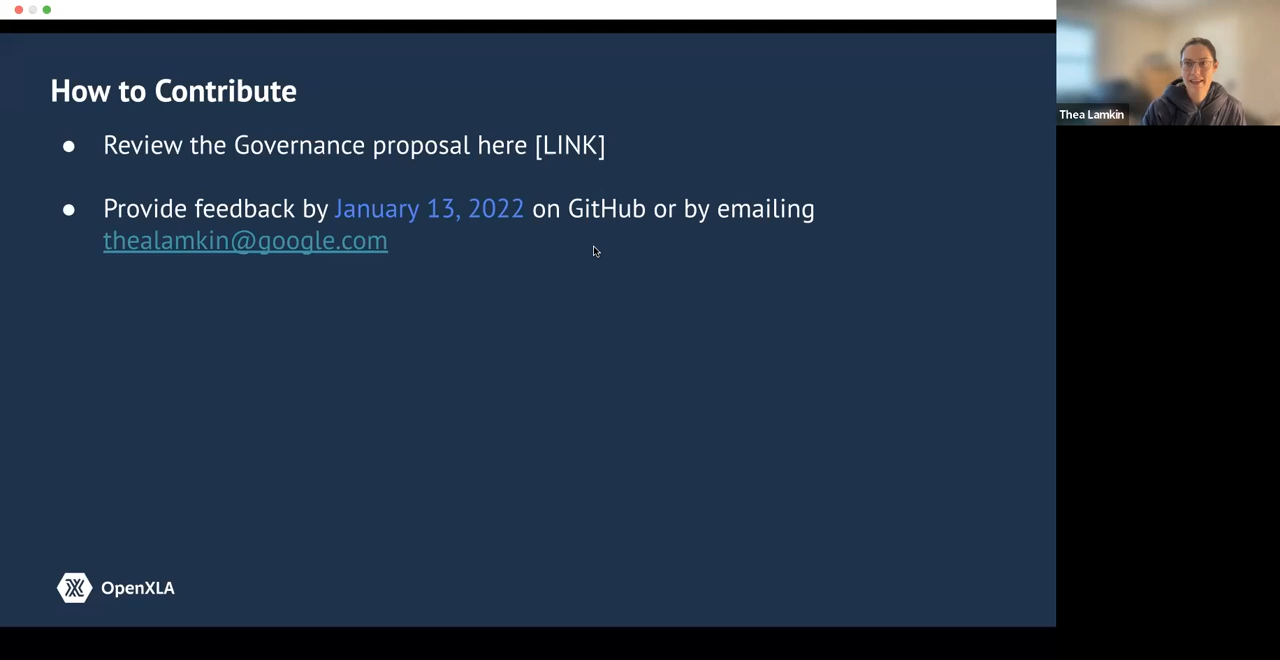 How to Contribute
● Review the Governance proposal here [LINK]
● Provide feedback by January 13, 2022 on GitHub or by emailing
thealamkin@google.com
OpenXLA
Thea Lamkin